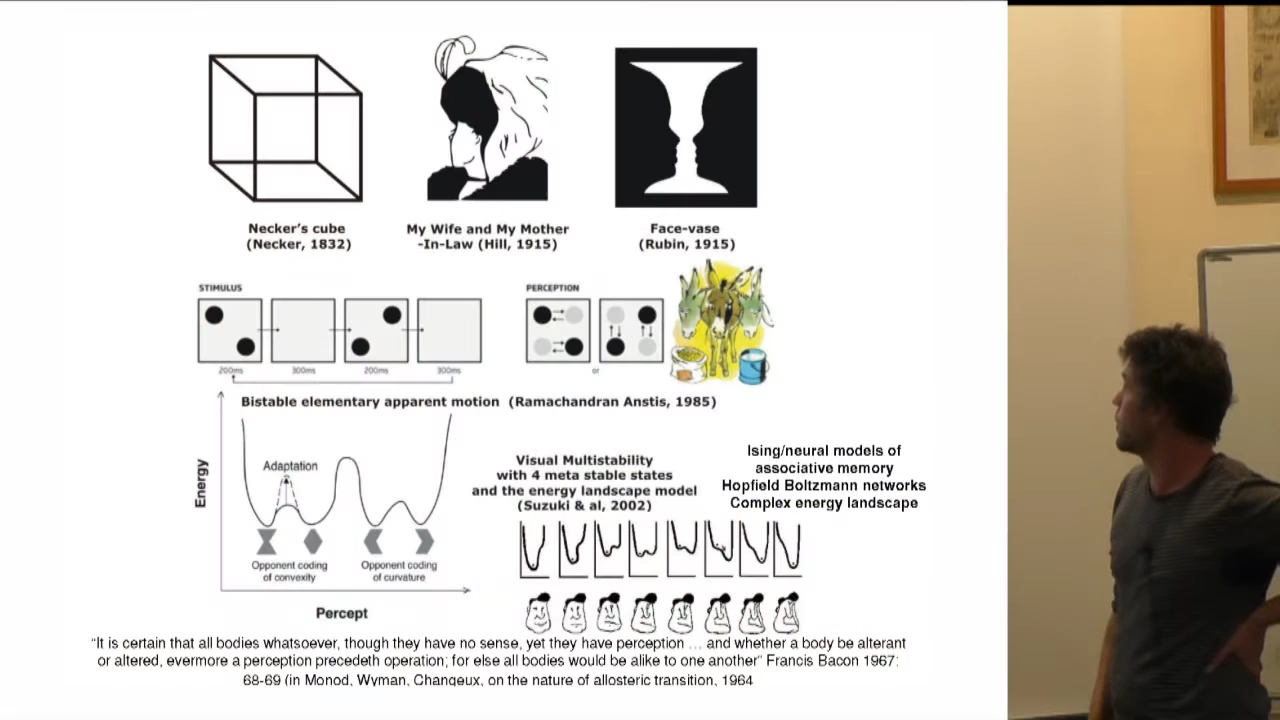 Necker's cube
(Necker, 1832)
My Wife and My Mother
-In-Law (Hill, 1915)
Face-vase
(Rubin, 1915)
STIMULUS
PERCEPTION
200ms
300ms
200ms
300ms
or
Bistable elementary apparent motion (Ramachandran Anstis, 1985)
Energy
Adaptation
Opponent coding
of convexity
Opponent coding
of curvature
Percept
Visual Multistability
with 4 meta stable states
and the energy landscape model
(Suzuki & al, 2002)
Ising/neural models of
associative memory
Hopfield Boltzmann networks
Complex energy landscape
"It is certain that all bodies whatsoever, though they have no sense, yet they have perception ... and whether a body be alterant
or altered, evermore a perception precedeth operation; for else all bodies would be alike to one another" Francis Bacon 1967:
68-69 (in Monod, Wyman, Changeux, on the nature of allosteric transition, 1964